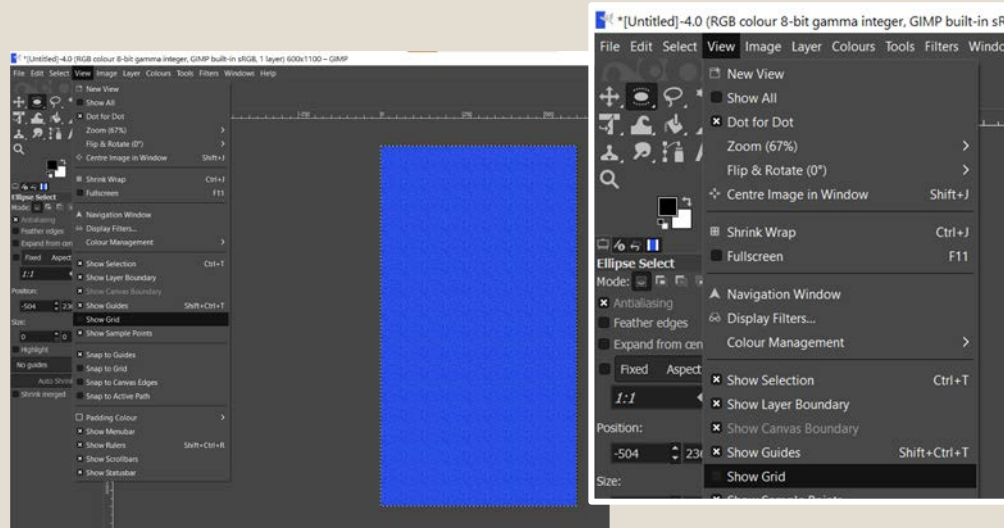 *[Untitled]-4.0 (RGB colour 8-bit gamma integer, GIMP built-in sRGB, 1 layer) 600x1100 – GIMP
File Edit Select View Image Layer Colours Tools Filters Windows Help
New View
Show All
Dot for Dot
Zoom (67%)
Flip & Rotate (0°)
Centre Image in Window Shift+J
Shrink Wrap Ctrl+J
Fullscreen F11
Navigation Window
Display Filters...
Colour Management
Show Selection Ctrl+T
Show Layer Boundary
Show Canvas Boundary
Show Guides Shift+Ctrl+T
Show Grid
Show Sample Points
Snap to Guides
Snap to Grid
Snap to Canvas Edges
Snap to Active Path
Padding Colour
Show Menubar
Show Rulers Shift+Ctrl+R
Show Scrollbars
Show Statusbar
Ellipse Select
Mode:
Antialiasing
Feather edges
Expand from cen
Fixed Aspect
1:1
Position:
-504 23
Size:
0 0
Highlight
No guides
Auto Shrink
Shrink merged
*[Untitled]-4.0 (RGB colour 8-bit gamma integer, GIMP built-in sR
File Edit Select View Image Layer Colours Tools Filters Windo
New View
Show All
Dot for Dot
Zoom (67%)
Flip & Rotate (0°)
Centre Image in Window Shift+J
Shrink Wrap Ctrl+J
Fullscreen F11
Navigation Window
Display Filters...
Colour Management
Show Selection Ctrl+T
Show Layer Boundary
Show Canvas Boundary
Show Guides Shift+Ctrl+T
Show Grid
Show Sample Points
Ellipse Select
Mode:
Antialiasing
Feather edges
Expand from cen
Fixed Aspect
1:1
Position:
-504 236
Size: